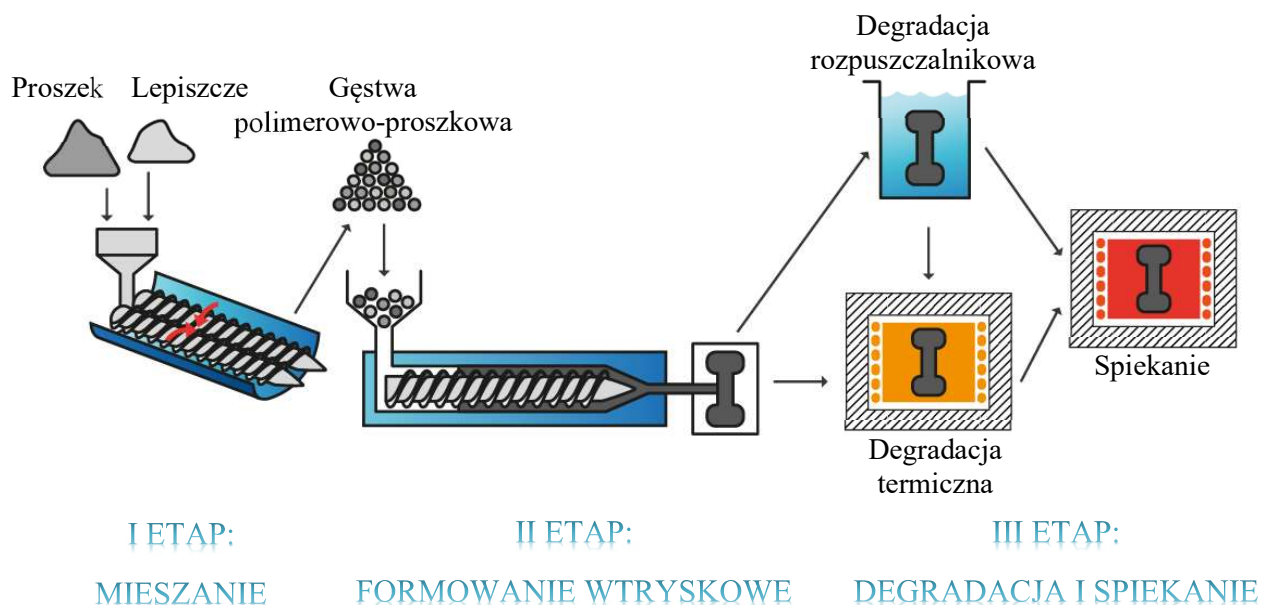 Proszek
Lepiszcze
Gęstwa
polimerowo-proszkowa
Degradacja
rozpuszczalnikowa
Degradacja
termiczna
Spiekanie
I ETAP:
MIESZANIE
II ETAP:
FORMOWANIE WTRYSKOWE
III ETAP:
DEGRADACJA I SPIEKANIE